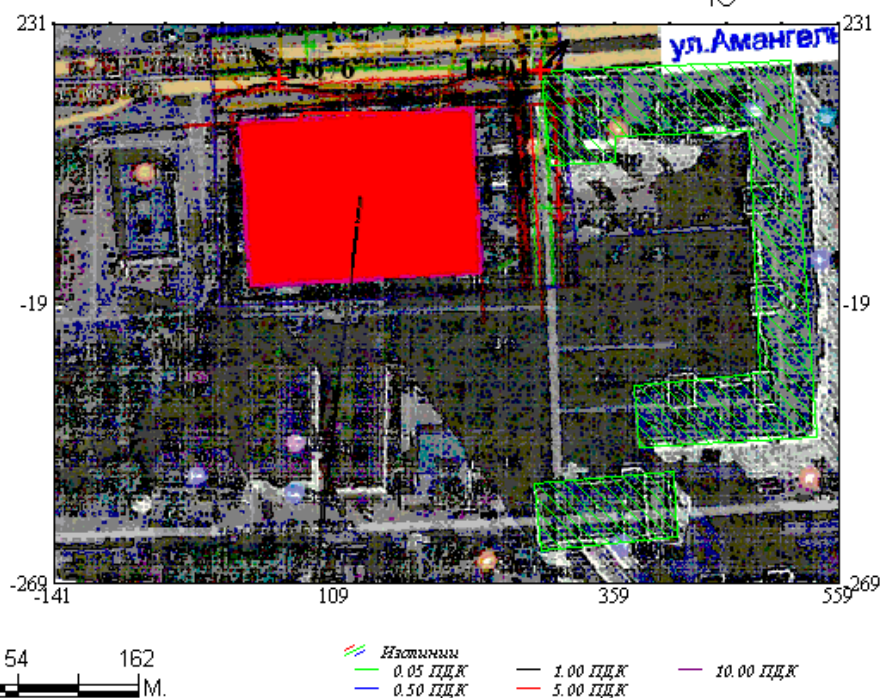 231 231
ул.Амангель
-19 -19
-269 -269
-141 109 359 559
54 162
М.
Изолинии
0.05 ПДК 1.00 ПДК 10.00 ПДК
0.50 ПДК 5.00 ПДК